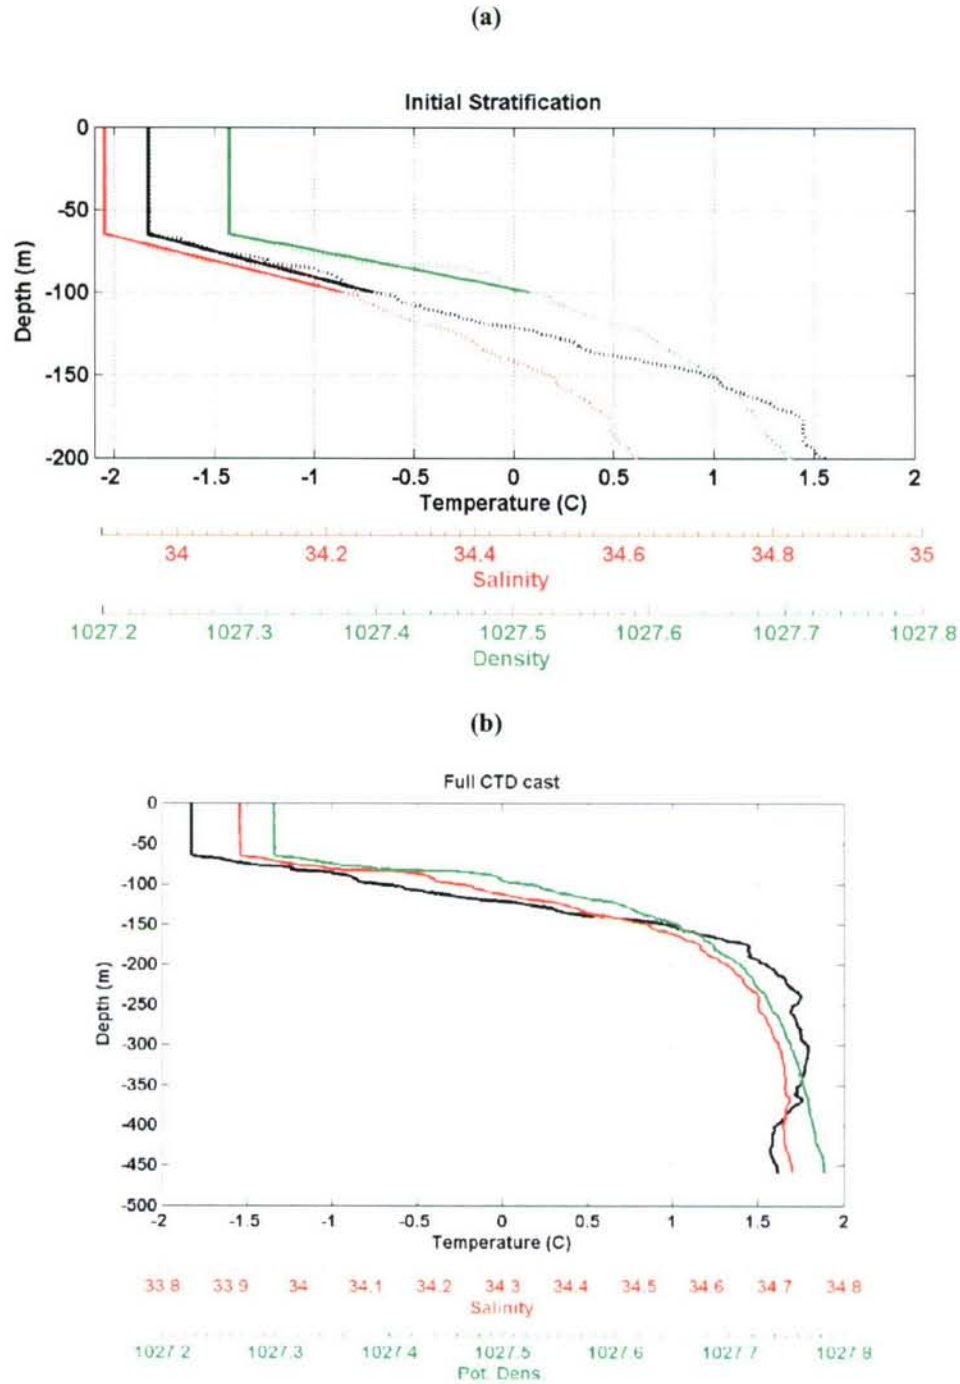 (a)
Initial Stratification
0
-50
-100
-150
-200
Depth (m)
-2 -1.5 -1 -0.5 0 0.5 1 1.5 2
Temperature (C)
34 34.2 34.4 34.6 34.8 35
Salinity
1027.2 1027.3 1027.4 1027.5 1027.6 1027.7 1027.8
Density
(b)
Full CTD cast
0
-50
-100
-150
-200
-250
-300
-350
-400
-450
-500
Depth (m)
-2 -1.5 -1 -0.5 0 0.5 1 1.5 2
Temperature (C)
33.8 33.9 34 34.1 34.2 34.3 34.4 34.5 34.6 34.7 34.8
Salinity
1027.2 1027.3 1027.4 1027.5 1027.6 1027.7 1027.8
Pot. Dens.